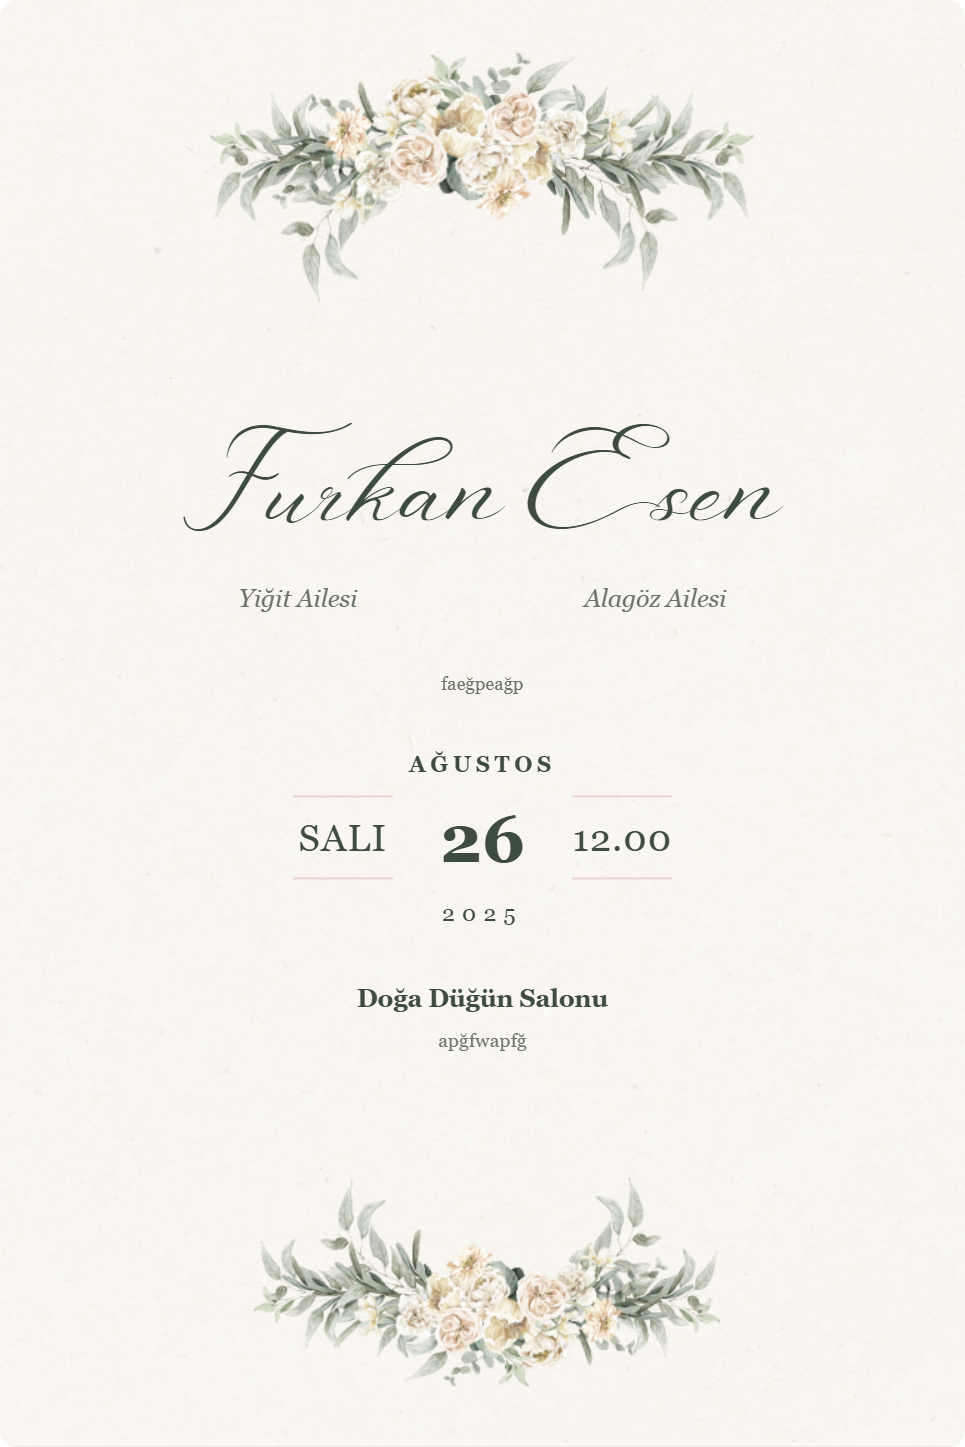 Furkan Esen
Yiğit Ailesi Alagöz Ailesi
faeğpeağp
AĞUSTOS
SALI 26 12.00
2025
Doğa Düğün Salonu
apğfwapfğ